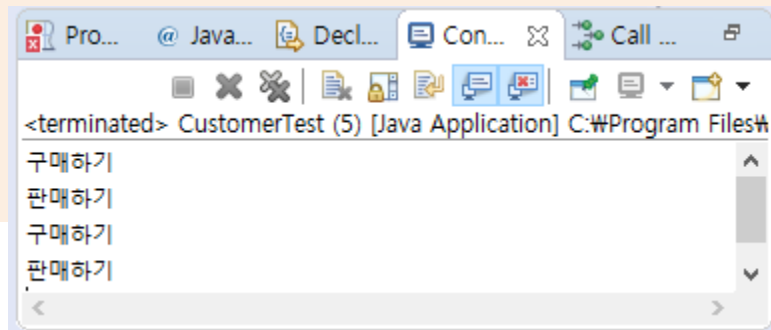 Pro... @ Java... Decl... Con... Call ...
<terminated> CustomerTest (5) [Java Application] C:₩Program Files₩
구매하기
판매하기
구매하기
판매하기